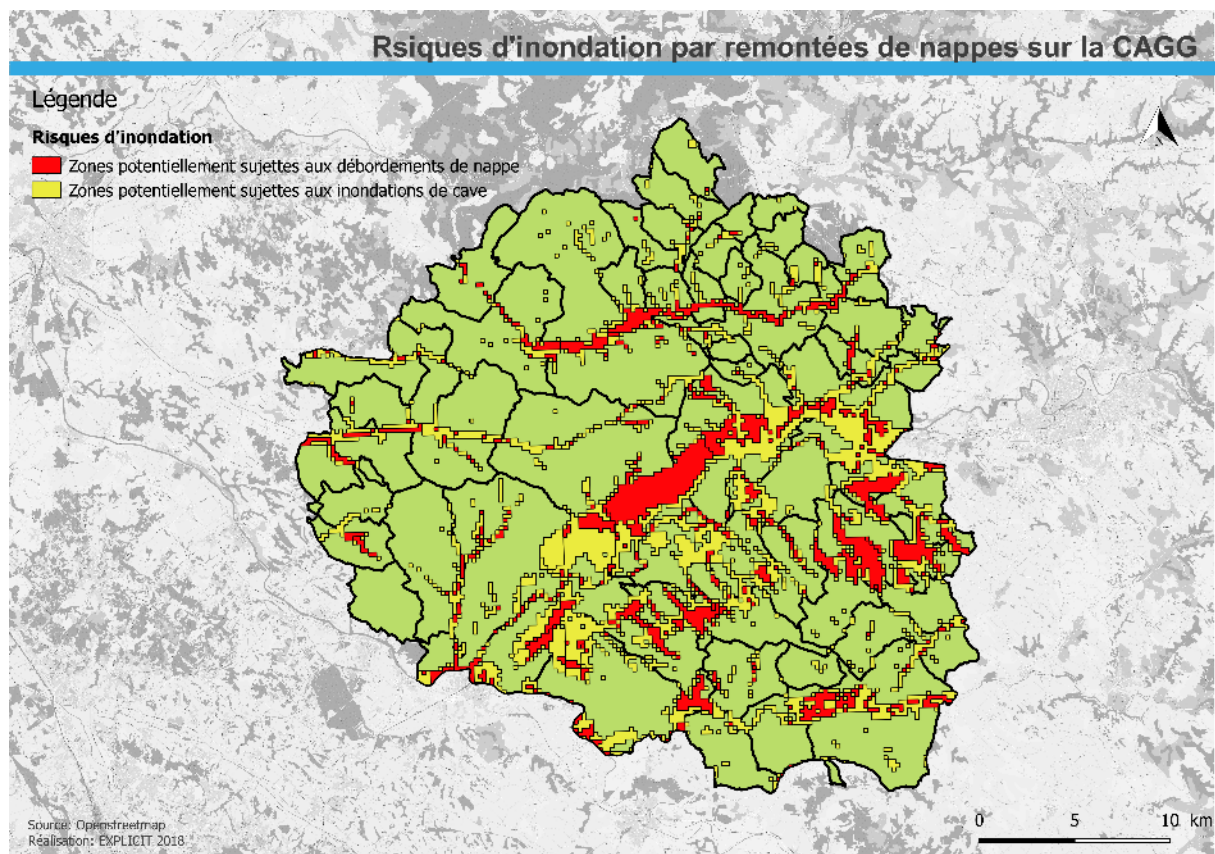 Rsiques d'inondation par remontées de nappes sur la CAGG
Légende
Risques d'inondation
Zones potentiellement sujettes aux débordements de nappe
Zones potentiellement sujettes aux inondations de cave
Source: Openstreetmap
Réalisation: EXPLICIT 2018
0 5 10 km